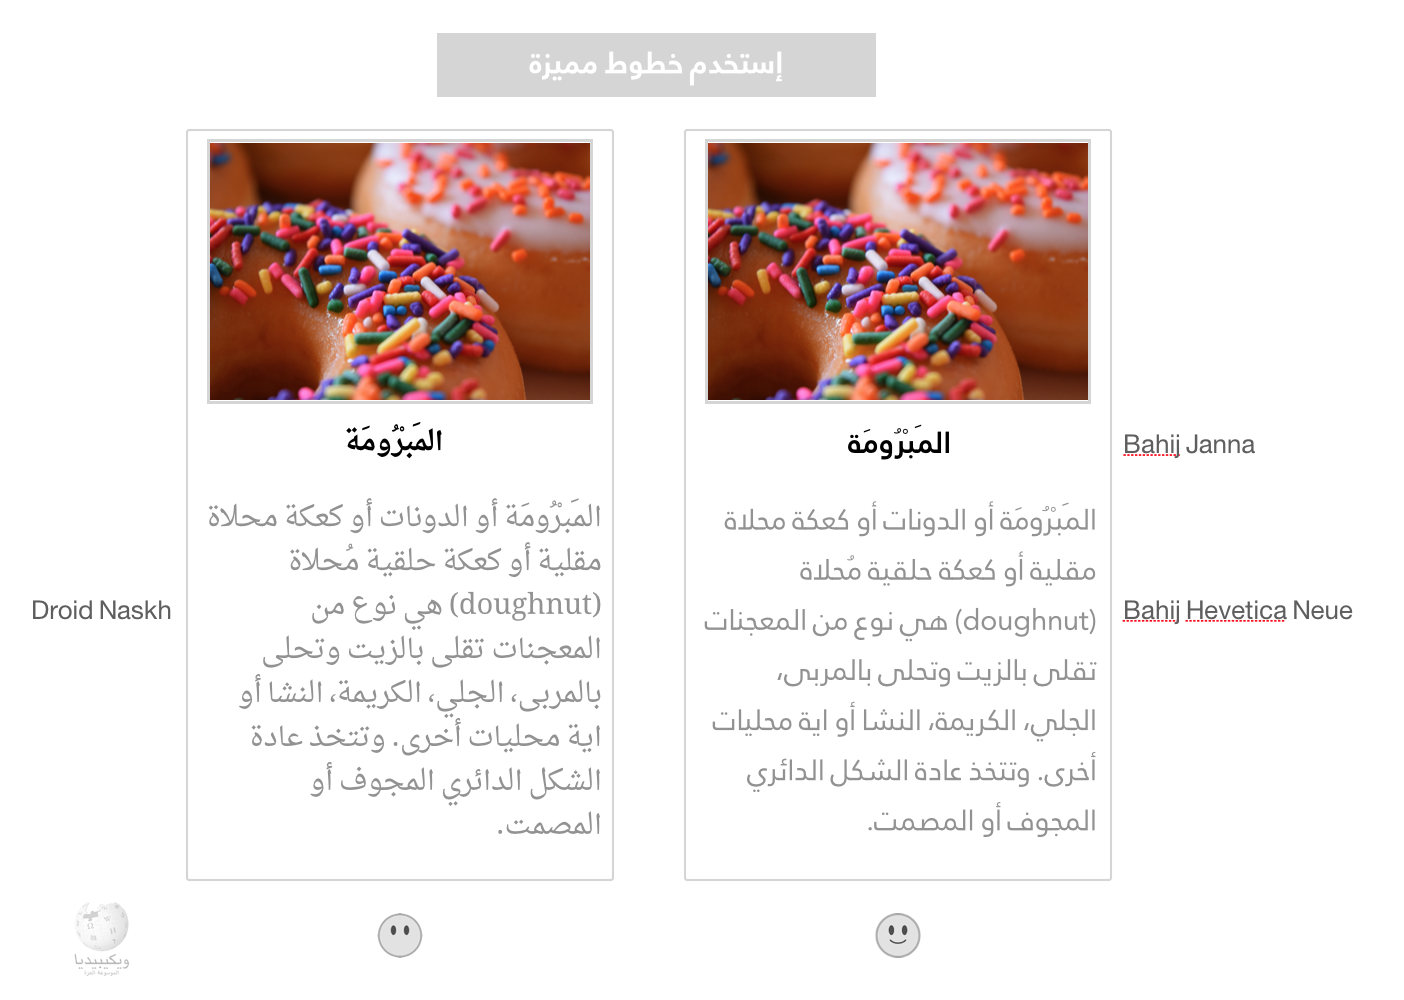 إستخدم خطوط مميزة
المَبْرُومَة
المَبْرُومَة أو الدونات أو كعكة محلاة
مقلية أو كعكة حلقية مُحلاة
(doughnut) هي نوع من
المعجنات تقلى بالزيت وتحلى
بالمربى، الجلي، الكريمة، النشا أو
اية محليات أخرى. وتتخذ عادة
الشكل الدائري المجوف أو
المصمت.
Droid Naskh
المَبْرُومَة
المَبْرُومَة أو الدونات أو كعكة محلاة
مقلية أو كعكة حلقية مُحلاة
(doughnut) هي نوع من المعجنات
تقلى بالزيت وتحلى بالمربى،
الجلي، الكريمة، النشا أو اية محليات
أخرى. وتتخذ عادة الشكل الدائري
المجوف أو المصمت.
Bahij Janna
Bahij Hevetica Neue
ويكيبيديا
الموسوعة الحرة